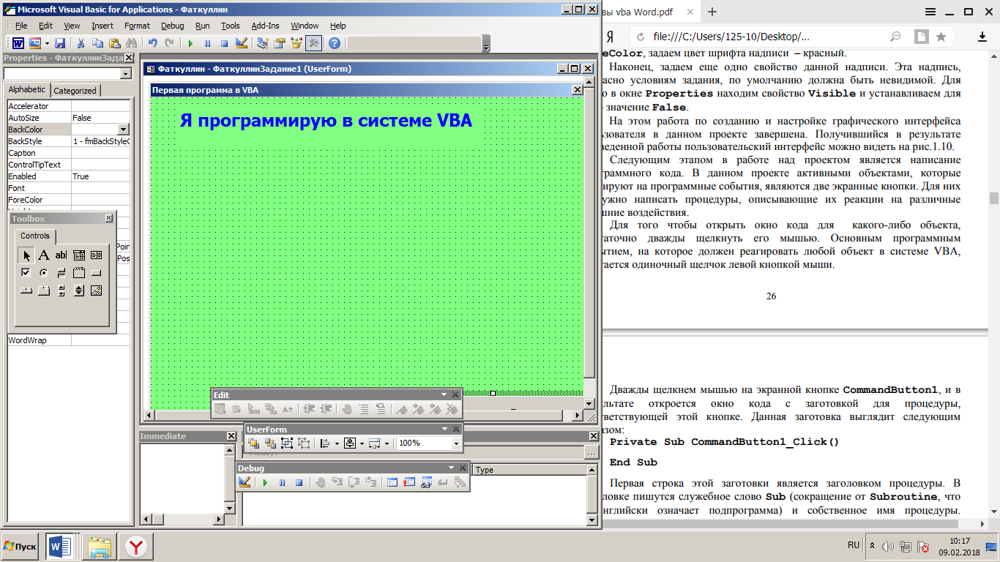 Microsoft Visual Basic for Applications - Фаткуллин
File Edit View Insert Format Debug Run Tools Add-Ins Window Help
Properties - ФаткуллинЗада
Alphabetic Categorized
Accelerator
AutoSize False
BackColor
BackStyle 1 - fmBackStyleO
Caption
ControlTipText
Enabled True
Font
ForeColor
Toolbox
Controls
WordWrap
Фаткуллин - ФаткуллинЗадание1 (UserForm)
Первая программа в VBA
Я программирую в системе VBA
Edit
UserForm
100%
Immediate
<Ready>
Debug
Type
вы vba Word.pdf
Я file:///C:/Users/125-10/Desktop/...
eColor, задаем цвет шрифта надписи – красный.
Наконец, задаем еще одно свойство данной надписи. Эта надпись,
асно условиям задания, по умолчанию должна быть невидимой. Для
о в окне Properties находим свойство Visible и устанавливаем для
значение False.
На этом работа по созданию и настройке графического интерфейса
ьзователя в данном проекте завершена. Получившийся в результате
веденной работы пользовательский интерфейс можно видеть на рис.1.10.
Следующим этапом в работе над проектом является написание
граммного кода. В данном проекте активными объектами, которые
ируют на программные события, являются две экранные кнопки. Для них
ужно написать процедуры, описывающие их реакции на различные
шние воздействия.
Для того чтобы открыть окно кода для какого-либо объекта,
таточно дважды щелкнуть его мышью. Основным программным
ытием, на которое должен реагировать любой объект в системе VBA,
тается одиночный щелчок левой кнопкой мыши.
26
Дважды щелкнем мышью на экранной кнопке CommandButton1, и в
ультате откроется окно кода с заготовкой для процедуры,
тветствующей этой кнопке. Данная заготовка выглядит следующим
азом:
Private Sub CommandButton1_Click()
End Sub
Первая строка этой заготовки является заголовком процедуры. В
ловке пишутся служебное слово Sub (сокращение от Subroutine, что
нглийски означает подпрограмма) и собственное имя процедуры.
Пуск
RU 10:17
09.02.2018